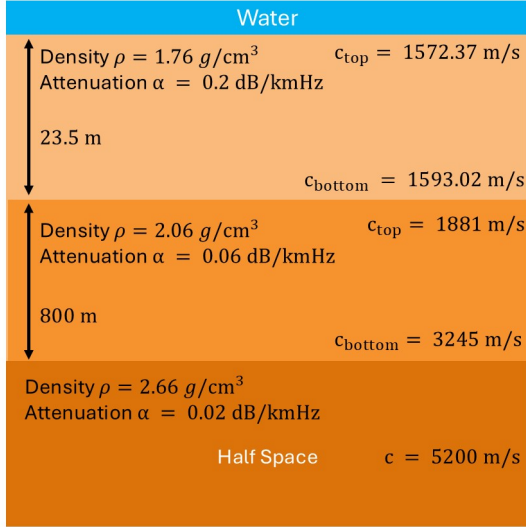 Water
Density ρ = 1.76 g/cm³ c_top = 1572.37 m/s
Attenuation α = 0.2 dB/kmHz
23.5 m
c_bottom = 1593.02 m/s
Density ρ = 2.06 g/cm³ c_top = 1881 m/s
Attenuation α = 0.06 dB/kmHz
800 m
c_bottom = 3245 m/s
Density ρ = 2.66 g/cm³
Attenuation α = 0.02 dB/kmHz
Half Space c = 5200 m/s